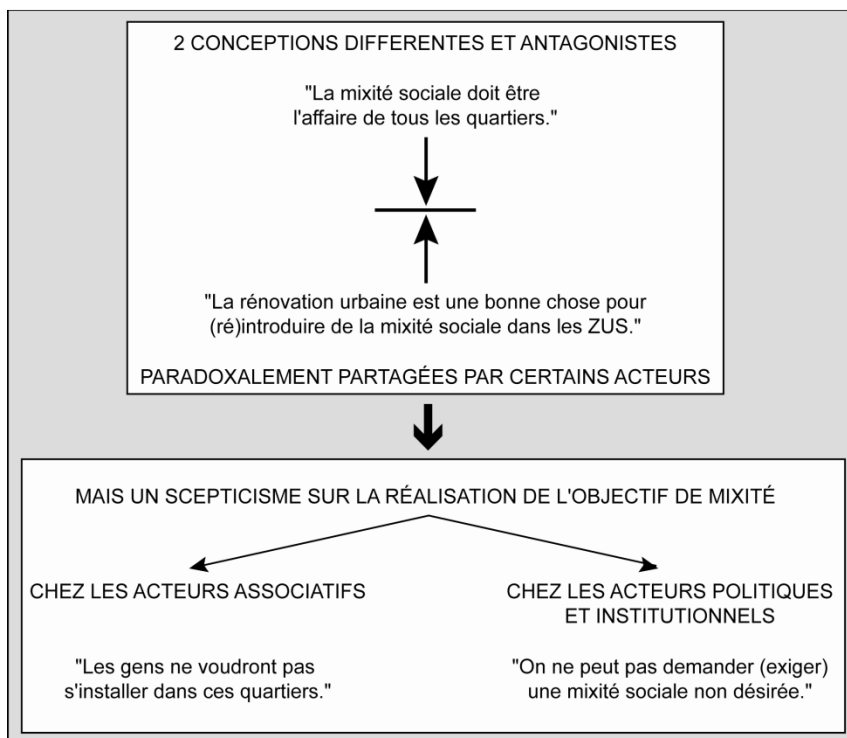 2 CONCEPTIONS DIFFERENTES ET ANTAGONISTES
"La mixité sociale doit être
l'affaire de tous les quartiers."
"La rénovation urbaine est une bonne chose pour
(ré)introduire de la mixité sociale dans les ZUS."
PARADOXALEMENT PARTAGÉES PAR CERTAINS ACTEURS
MAIS UN SCEPTICISME SUR LA RÉALISATION DE L'OBJECTIF DE MIXITÉ
CHEZ LES ACTEURS ASSOCIATIFS
"Les gens ne voudront pas
s'installer dans ces quartiers."
CHEZ LES ACTEURS POLITIQUES
ET INSTITUTIONNELS
"On ne peut pas demander (exiger)
une mixité sociale non désirée."